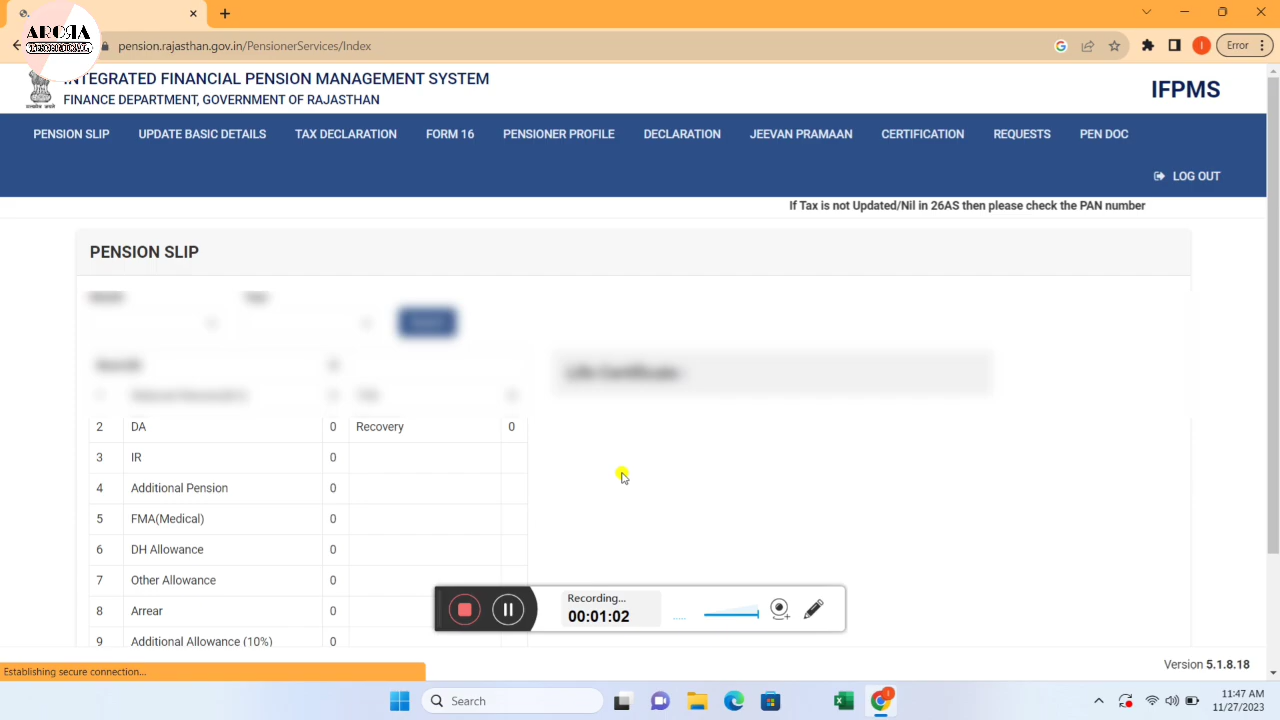 ARORA
TECHNICAL
pension.rajasthan.gov.in/PensionerServices/Index
Error
INTEGRATED FINANCIAL PENSION MANAGEMENT SYSTEM
FINANCE DEPARTMENT, GOVERNMENT OF RAJASTHAN
IFPMS
PENSION SLIP UPDATE BASIC DETAILS TAX DECLARATION FORM 16 PENSIONER PROFILE DECLARATION JEEVAN PRAMAAN CERTIFICATION REQUESTS PEN DOC
LOG OUT
If Tax is not Updated/Nil in 26AS then please check the PAN number
PENSION SLIP
Life Certificate
2 DA 0 Recovery 0
3 IR 0
4 Additional Pension 0
5 FMA(Medical) 0
6 DH Allowance 0
7 Other Allowance 0
8 Arrear 0
9 Additional Allowance (10%) 0
Recording...
00:01:02
Version 5.1.8.18
Establishing secure connection...
Search
11:47 AM
11/27/2023